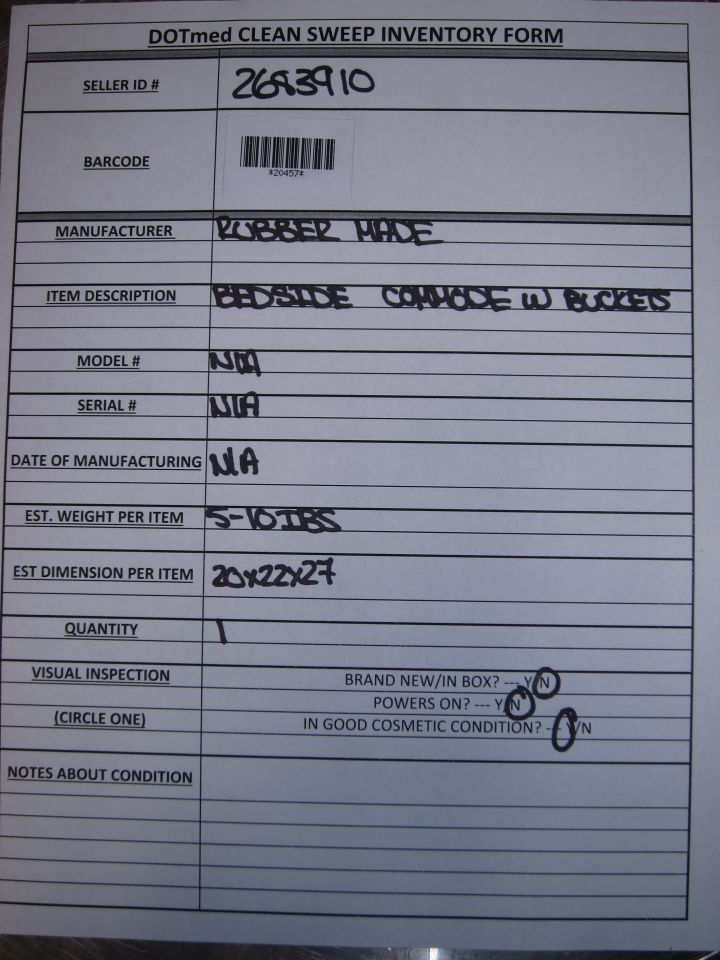 DOTmed CLEAN SWEEP INVENTORY FORM
SELLER ID # 2683910
BARCODE
*20457*
MANUFACTURER RUBBER MADE
ITEM DESCRIPTION BEDSIDE COMMODE W BUCKETS
MODEL # N/A
SERIAL # N/A
DATE OF MANUFACTURING N/A
EST. WEIGHT PER ITEM 5-10 IBS
EST DIMENSION PER ITEM 20x22x27
QUANTITY 1
VISUAL INSPECTION BRAND NEW/IN BOX? --- Y/N
POWERS ON? --- Y/N
(CIRCLE ONE) IN GOOD COSMETIC CONDITION? --- Y/N
NOTES ABOUT CONDITION